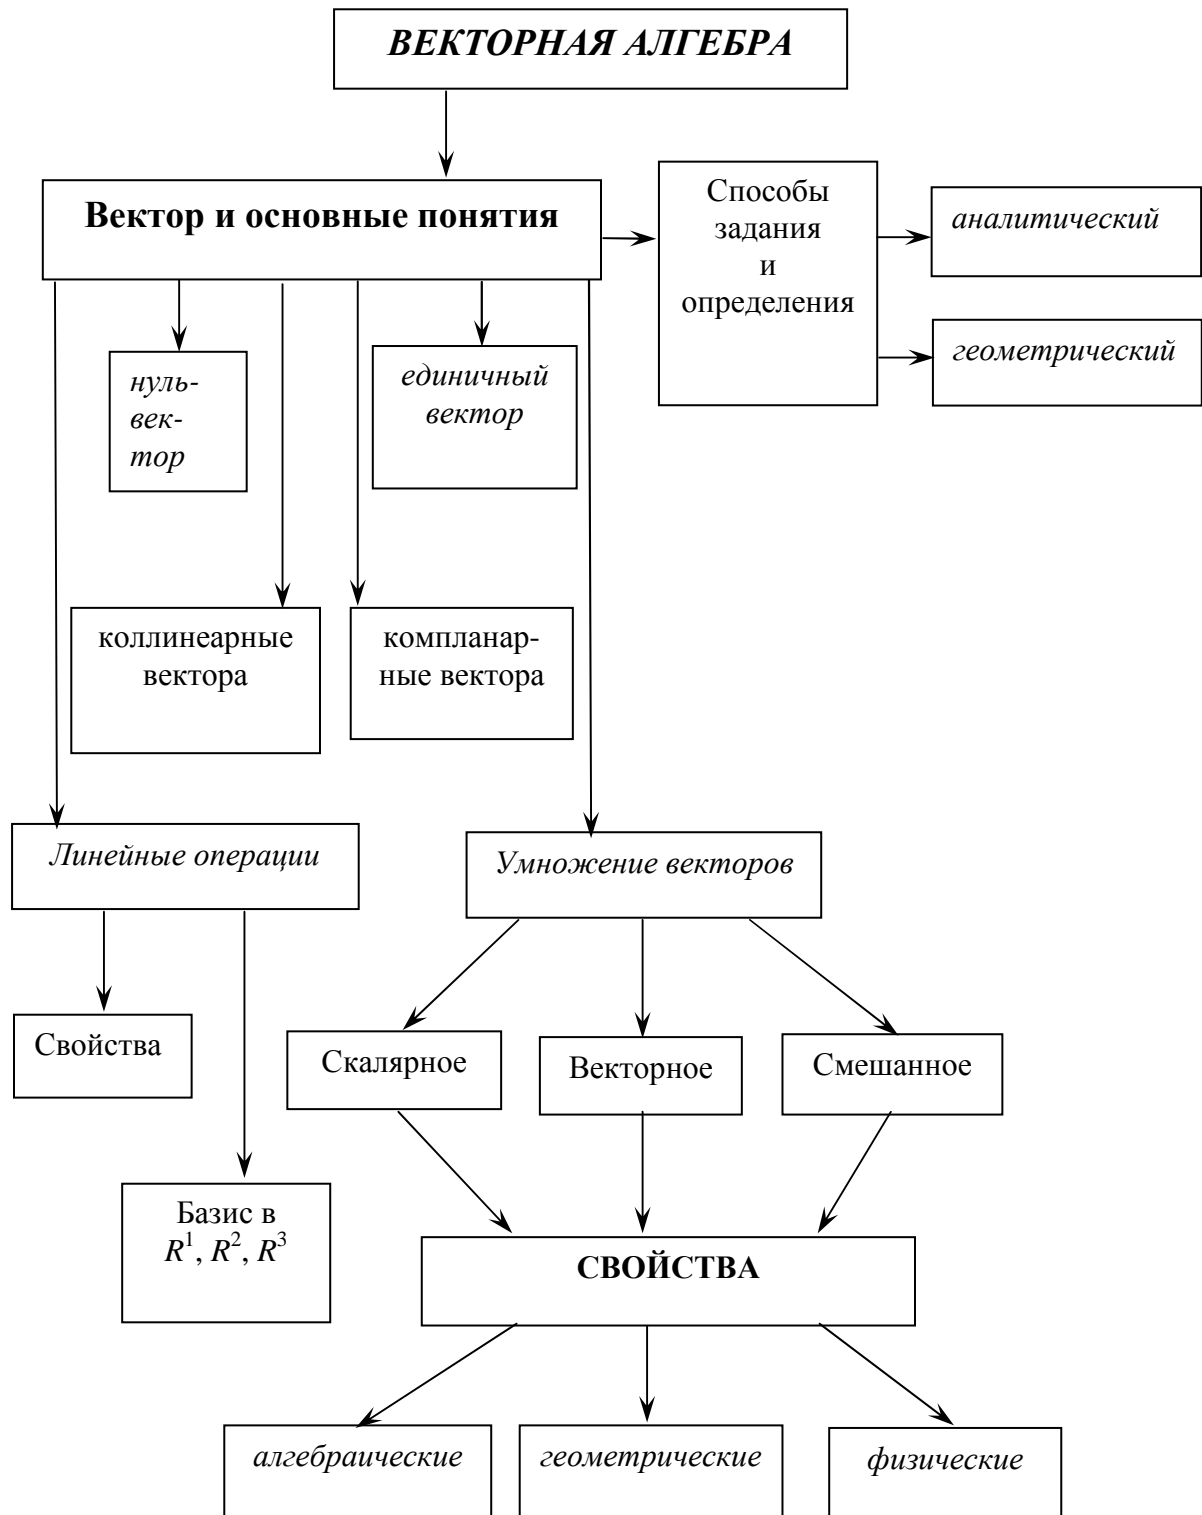 ВЕКТОРНАЯ АЛГЕБРА
Вектор и основные понятия
Способы
задания
и
определения
аналитический
геометрический
нуль-
век-
тор
единичный
вектор
коллинеарные
вектора
компланар-
ные вектора
Линейные операции
Умножение векторов
Свойства
Скалярное
Векторное
Смешанное
Базис в
R¹, R², R³
СВОЙСТВА
алгебраические
геометрические
физические